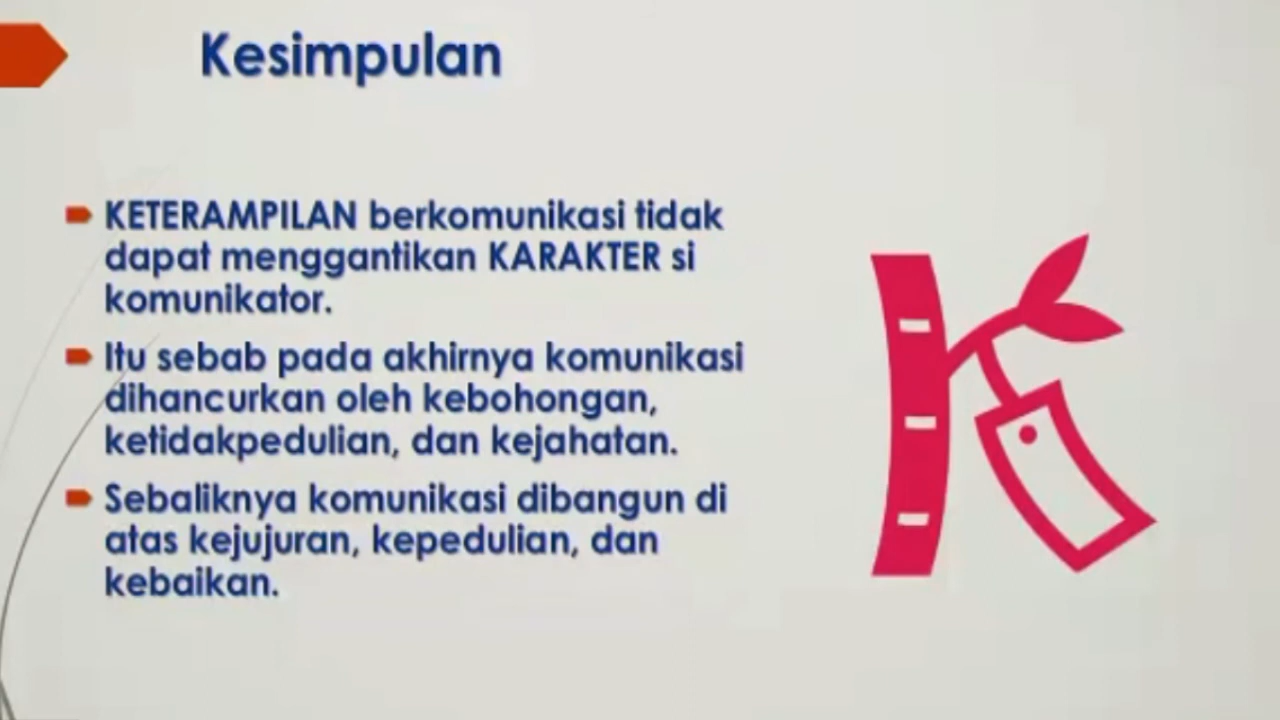 Kesimpulan
KETERAMPILAN berkomunikasi tidak
dapat menggantikan KARAKTER si
komunikator.
Itu sebab pada akhirnya komunikasi
dihancurkan oleh kebohongan,
ketidakpedulian, dan kejahatan.
Sebaliknya komunikasi dibangun di
atas kejujuran, kepedulian, dan
kebaikan.